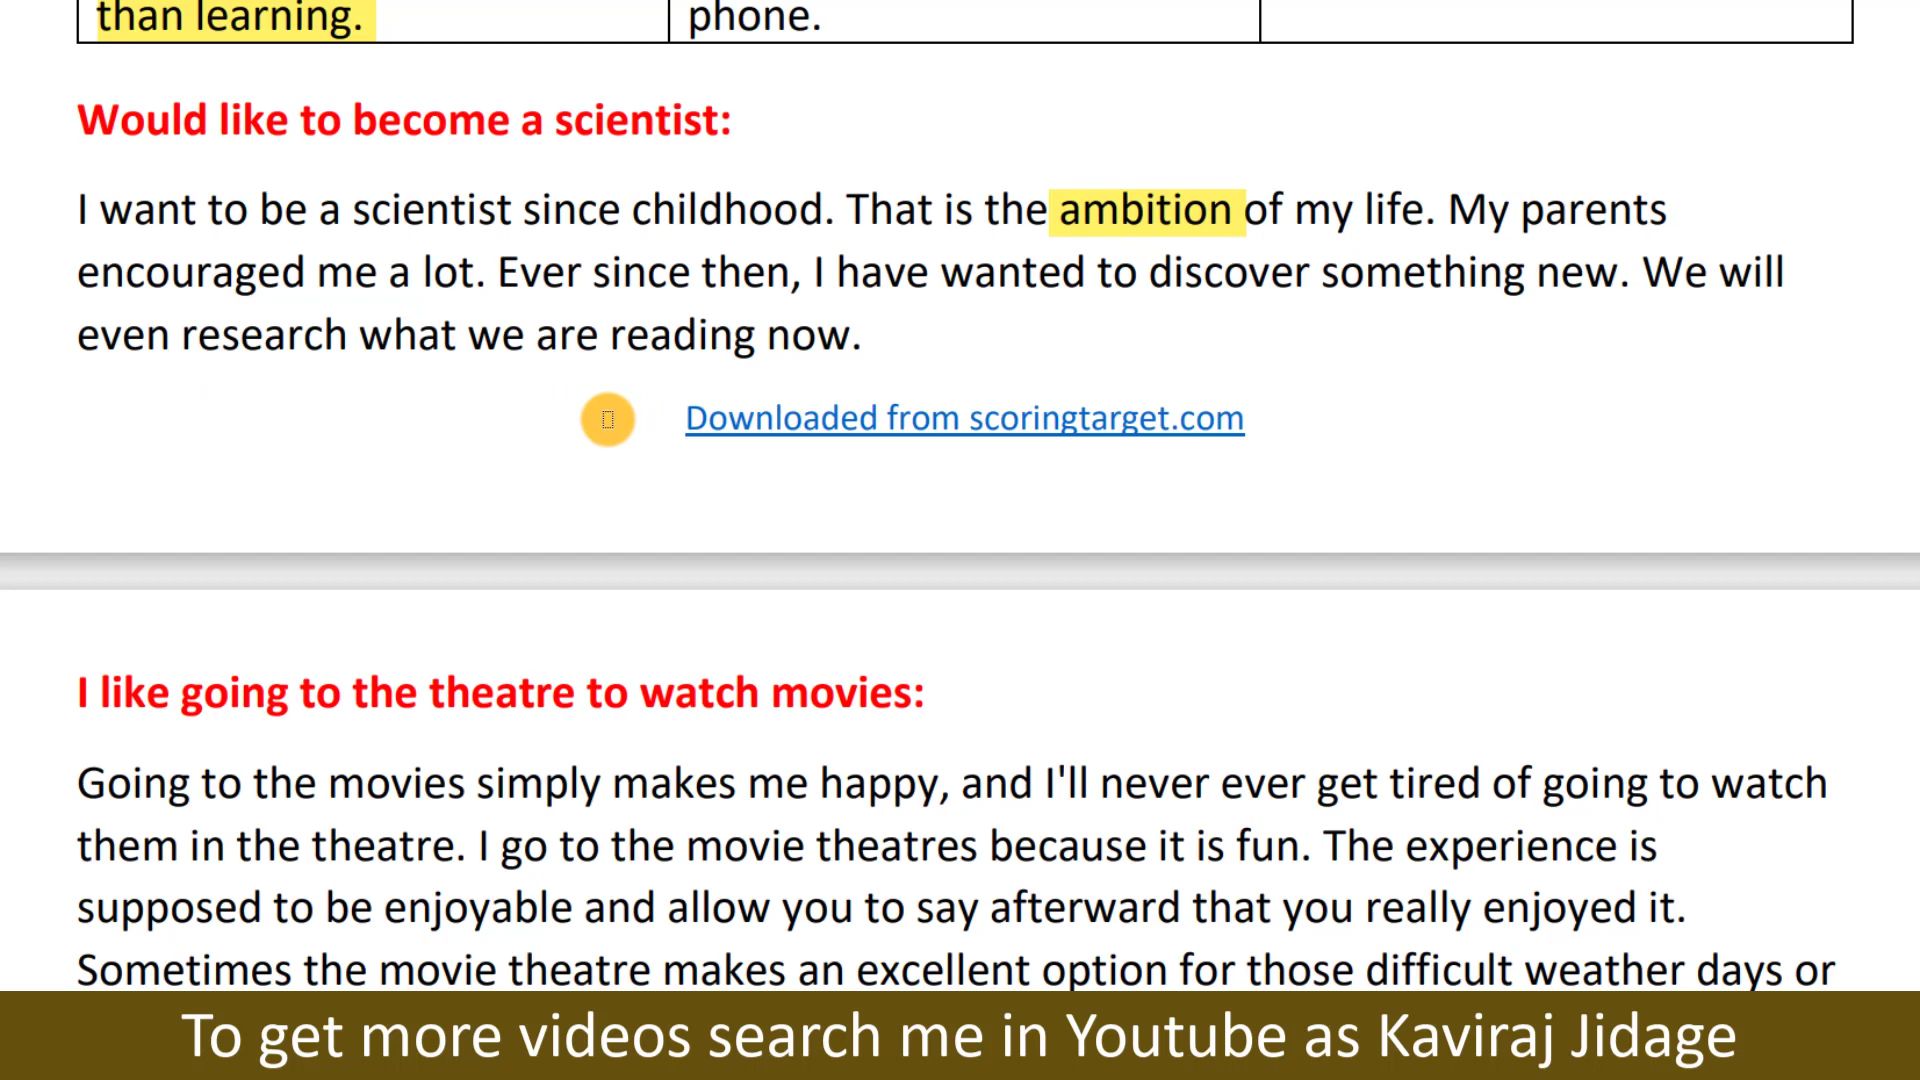 than learning.
phone.
Would like to become a scientist:
I want to be a scientist since childhood. That is the ambition of my life. My parents
encouraged me a lot. Ever since then, I have wanted to discover something new. We will
even research what we are reading now.
Downloaded from scoringtarget.com
I like going to the theatre to watch movies:
Going to the movies simply makes me happy, and I'll never ever get tired of going to watch
them in the theatre. I go to the movie theatres because it is fun. The experience is
supposed to be enjoyable and allow you to say afterward that you really enjoyed it.
Sometimes the movie theatre makes an excellent option for those difficult weather days or
To get more videos search me in Youtube as Kaviraj Jidage